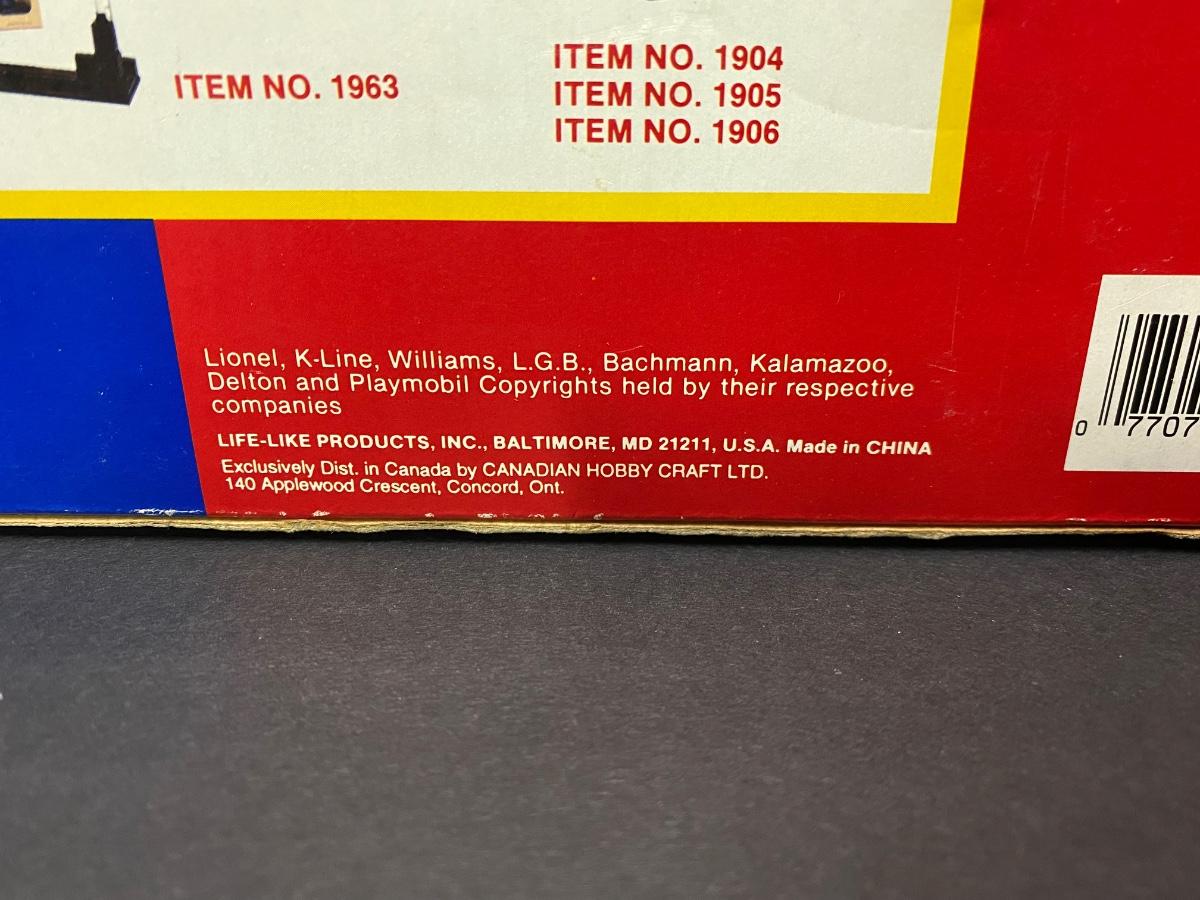 ITEM NO. 1963
ITEM NO. 1904
ITEM NO. 1905
ITEM NO. 1906
Lionel, K-Line, Williams, L.G.B., Bachmann, Kalamazoo,
Delton and Playmobil Copyrights held by their respective
companies
LIFE-LIKE PRODUCTS, INC., BALTIMORE, MD 21211, U.S.A. Made in CHINA
Exclusively Dist. in Canada by CANADIAN HOBBY CRAFT LTD.
140 Applewood Crescent, Concord, Ont.
0 7707